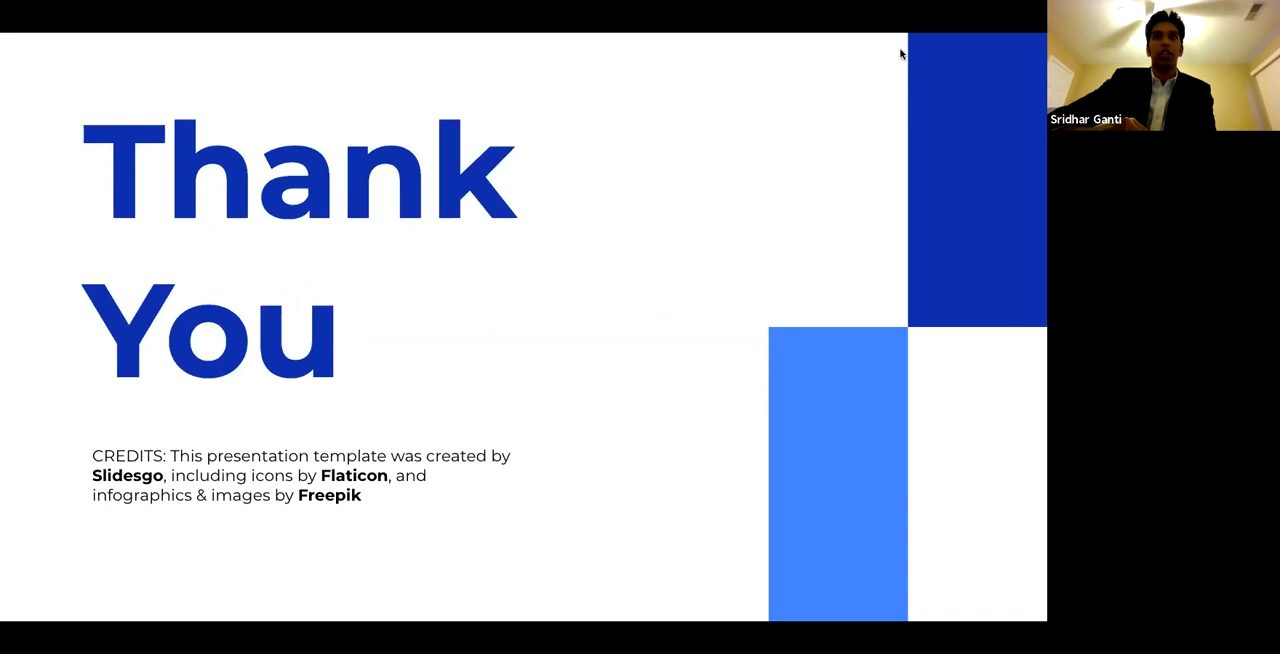 Thank
You
CREDITS: This presentation template was created by
Slidesgo, including icons by Flaticon, and
infographics & images by Freepik
Sridhar Ganti